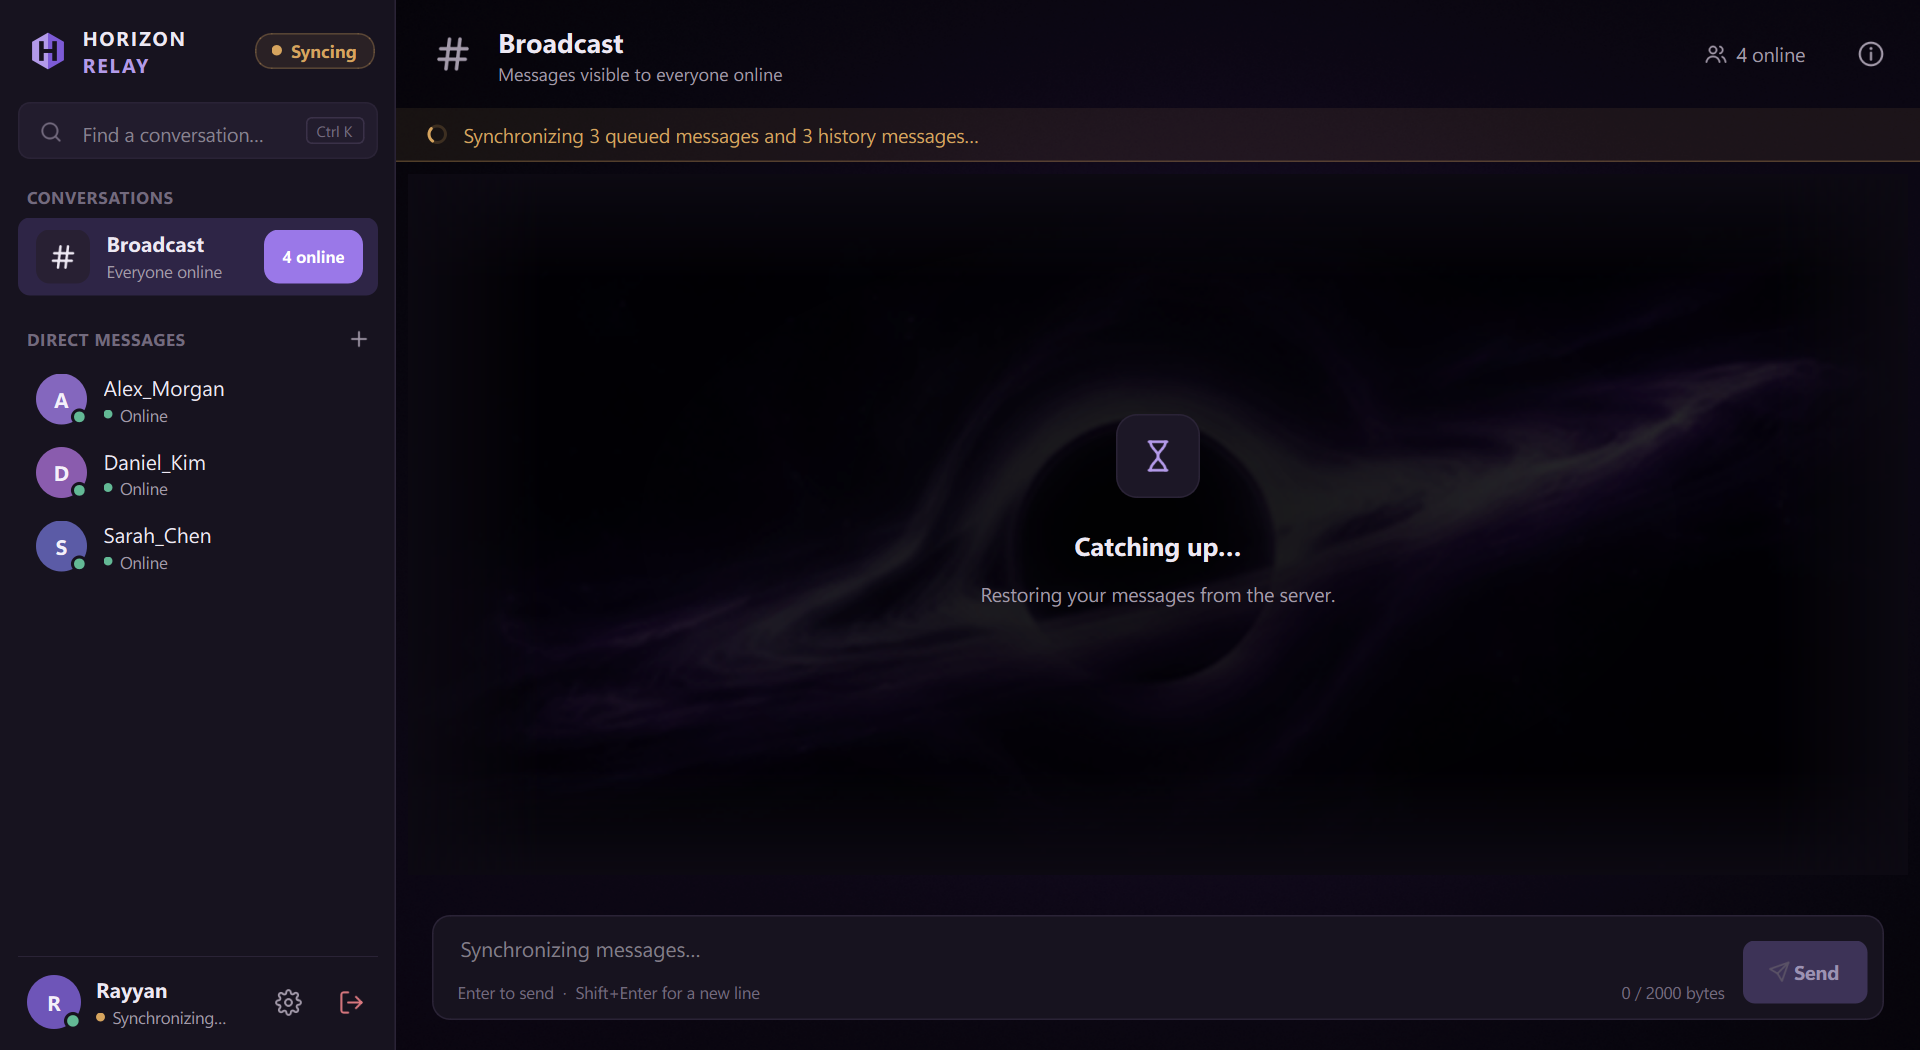 HORIZON
RELAY
Syncing
Find a conversation...
Ctrl K
CONVERSATIONS
#
Broadcast
Everyone online
4 online
DIRECT MESSAGES
A
Alex_Morgan
Online
D
Daniel_Kim
Online
S
Sarah_Chen
Online
R
Rayyan
Synchronizing...
#
Broadcast
Messages visible to everyone online
4 online
Synchronizing 3 queued messages and 3 history messages...
Catching up...
Restoring your messages from the server.
Synchronizing messages...
Enter to send · Shift+Enter for a new line
0 / 2000 bytes
Send